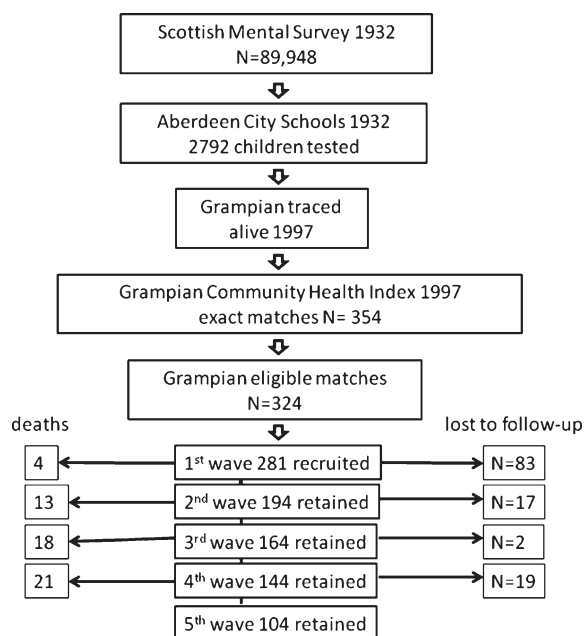 Scottish Mental Survey 1932
N=89,948
Aberdeen City Schools 1932
2792 children tested
Grampian traced
alive 1997
Grampian Community Health Index 1997
exact matches N= 354
Grampian eligible matches
N=324
deaths
lost to follow-up
4
1st wave 281 recruited
N=83
13
2nd wave 194 retained
N=17
18
3rd wave 164 retained
N=2
21
4th wave 144 retained
N=19
5th wave 104 retained